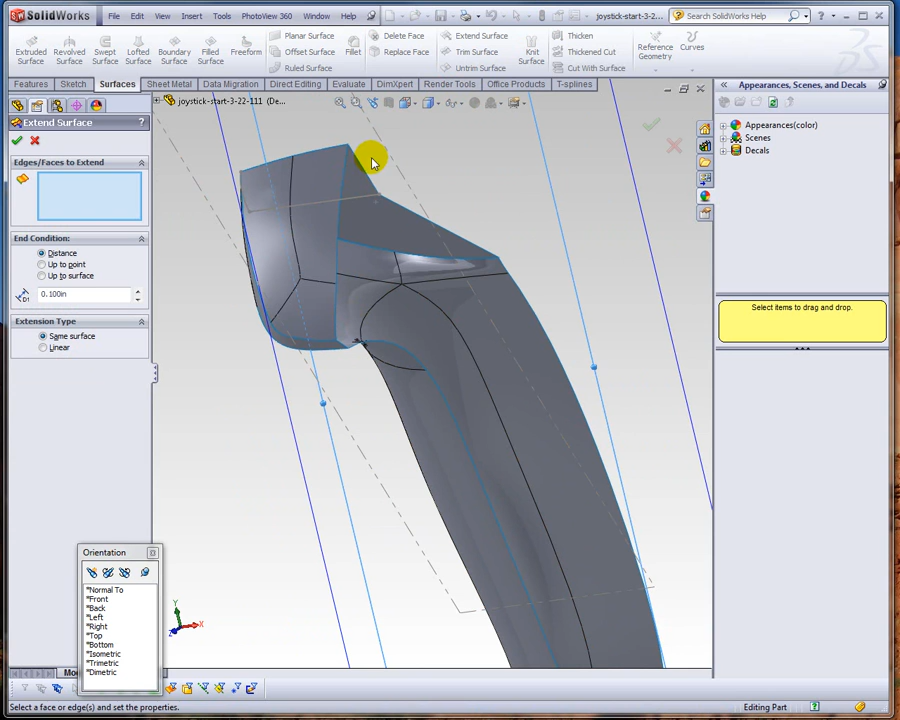 SolidWorks
File Edit View Insert Tools PhotoView 360 Window Help
joystick-start-3-2...
Search SolidWorks Help
Extruded Surface
Revolved Surface
Swept Surface
Lofted Surface
Boundary Surface
Filled Surface
Freeform
Planar Surface
Offset Surface
Ruled Surface
Fillet
Delete Face
Replace Face
Extend Surface
Trim Surface
Untrim Surface
Knit Surface
Thicken
Thickened Cut
Cut With Surface
Reference Geometry
Curves
Features Sketch Surfaces Sheet Metal Data Migration Direct Editing Evaluate DimXpert Render Tools Office Products T-splines
joystick-start-3-22-111 (De...
Appearances, Scenes, and Decals
Extend Surface ?
Edges/Faces to Extend
End Condition:
Distance
Up to point
Up to surface
D1
0.100in
Extension Type
Same surface
Linear
Appearances(color)
Scenes
Decals
Select items to drag and drop.
Orientation
*Normal To
*Front
*Back
*Left
*Right
*Top
*Bottom
*Isometric
*Trimetric
*Dimetric
Y
X
Z
Select a face or edge(s) and set the properties.
Editing Part